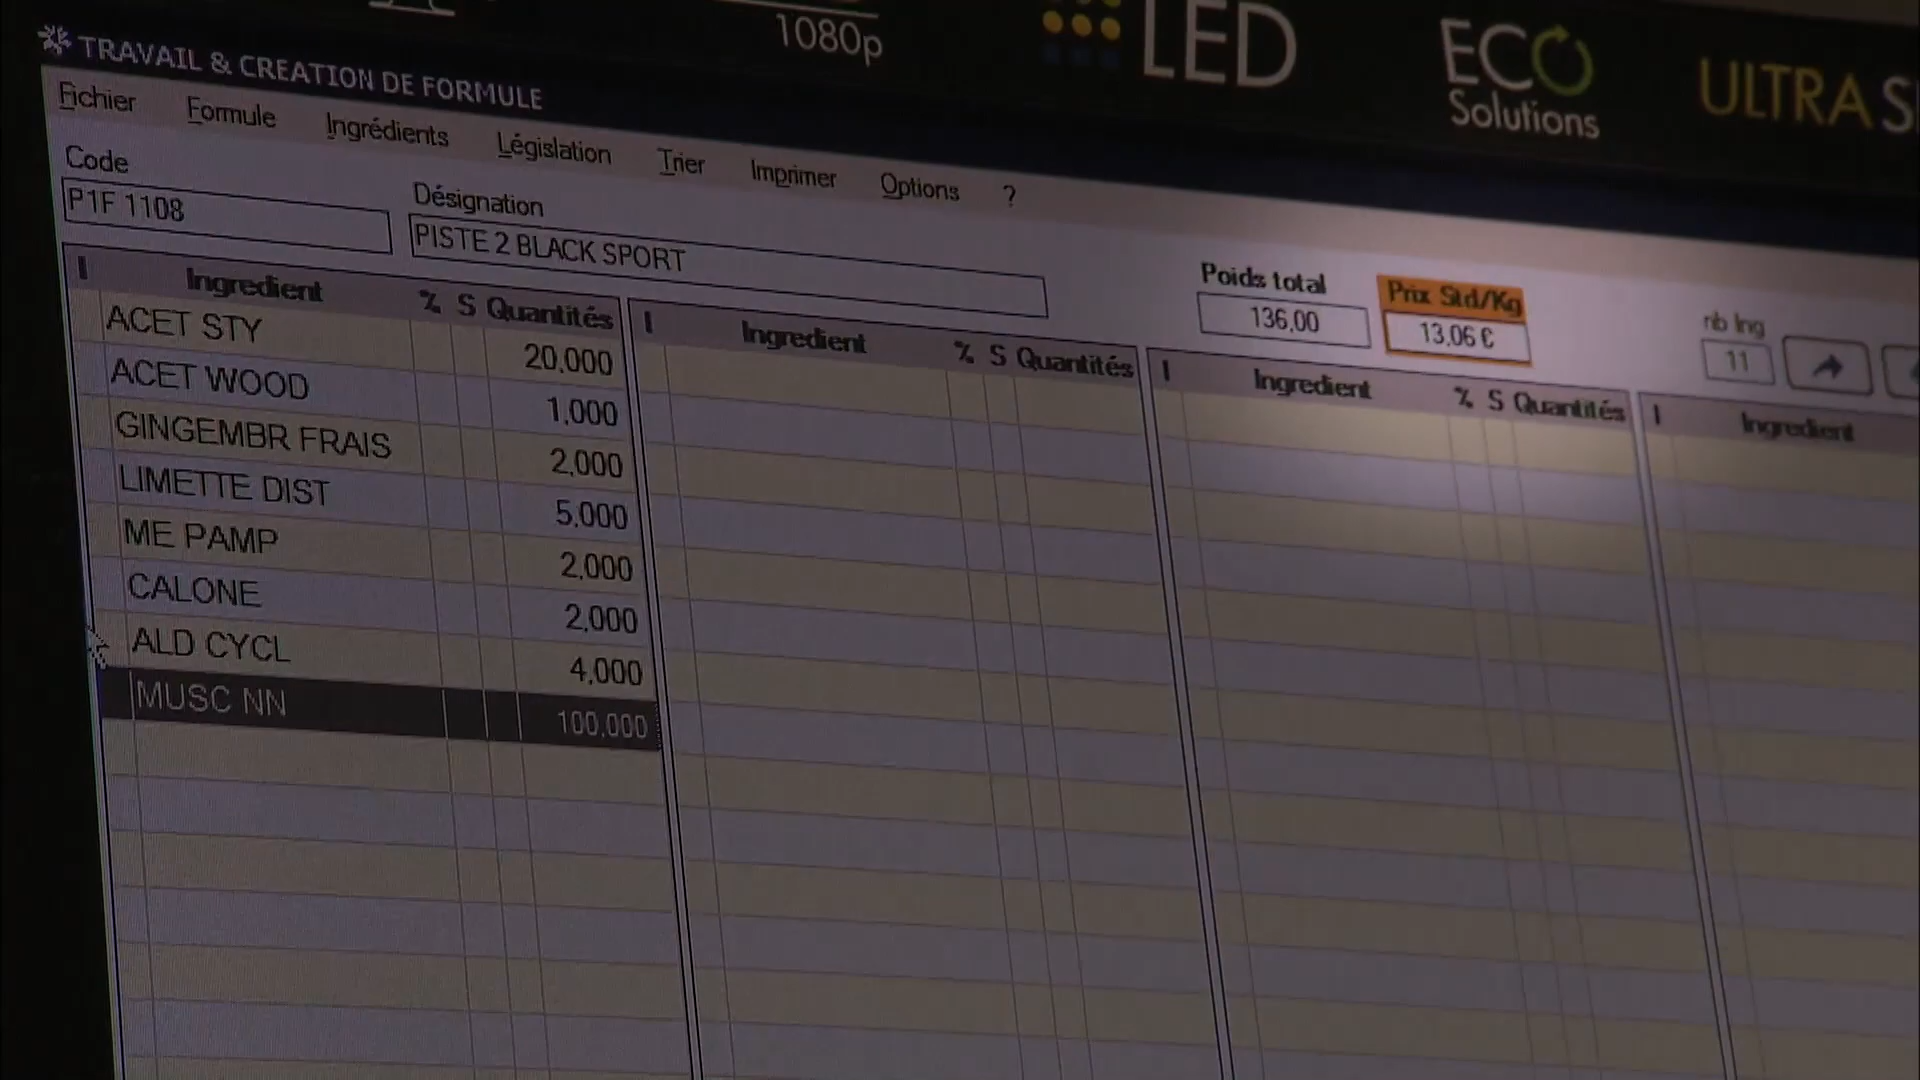 1080p
LED
ECO
Solutions
ULTRA
TRAVAIL & CREATION DE FORMULE
Fichier Formule Ingrédients Législation Trier Imprimer Options ?
Code
P1F 1108
Désignation
PISTE 2 BLACK SPORT
Poids total
136,00
Prix Std/Kg
13,06 €
nb Ing
11
I Ingredient % S Quantités I Ingredient % S Quantités I Ingredient % S Quantités I Ingredient
ACET STY 20,000
ACET WOOD 1,000
GINGEMBR FRAIS 2,000
LIMETTE DIST 5,000
ME PAMP 2,000
CALONE 2,000
ALD CYCL 4,000
MUSC NN 100,000